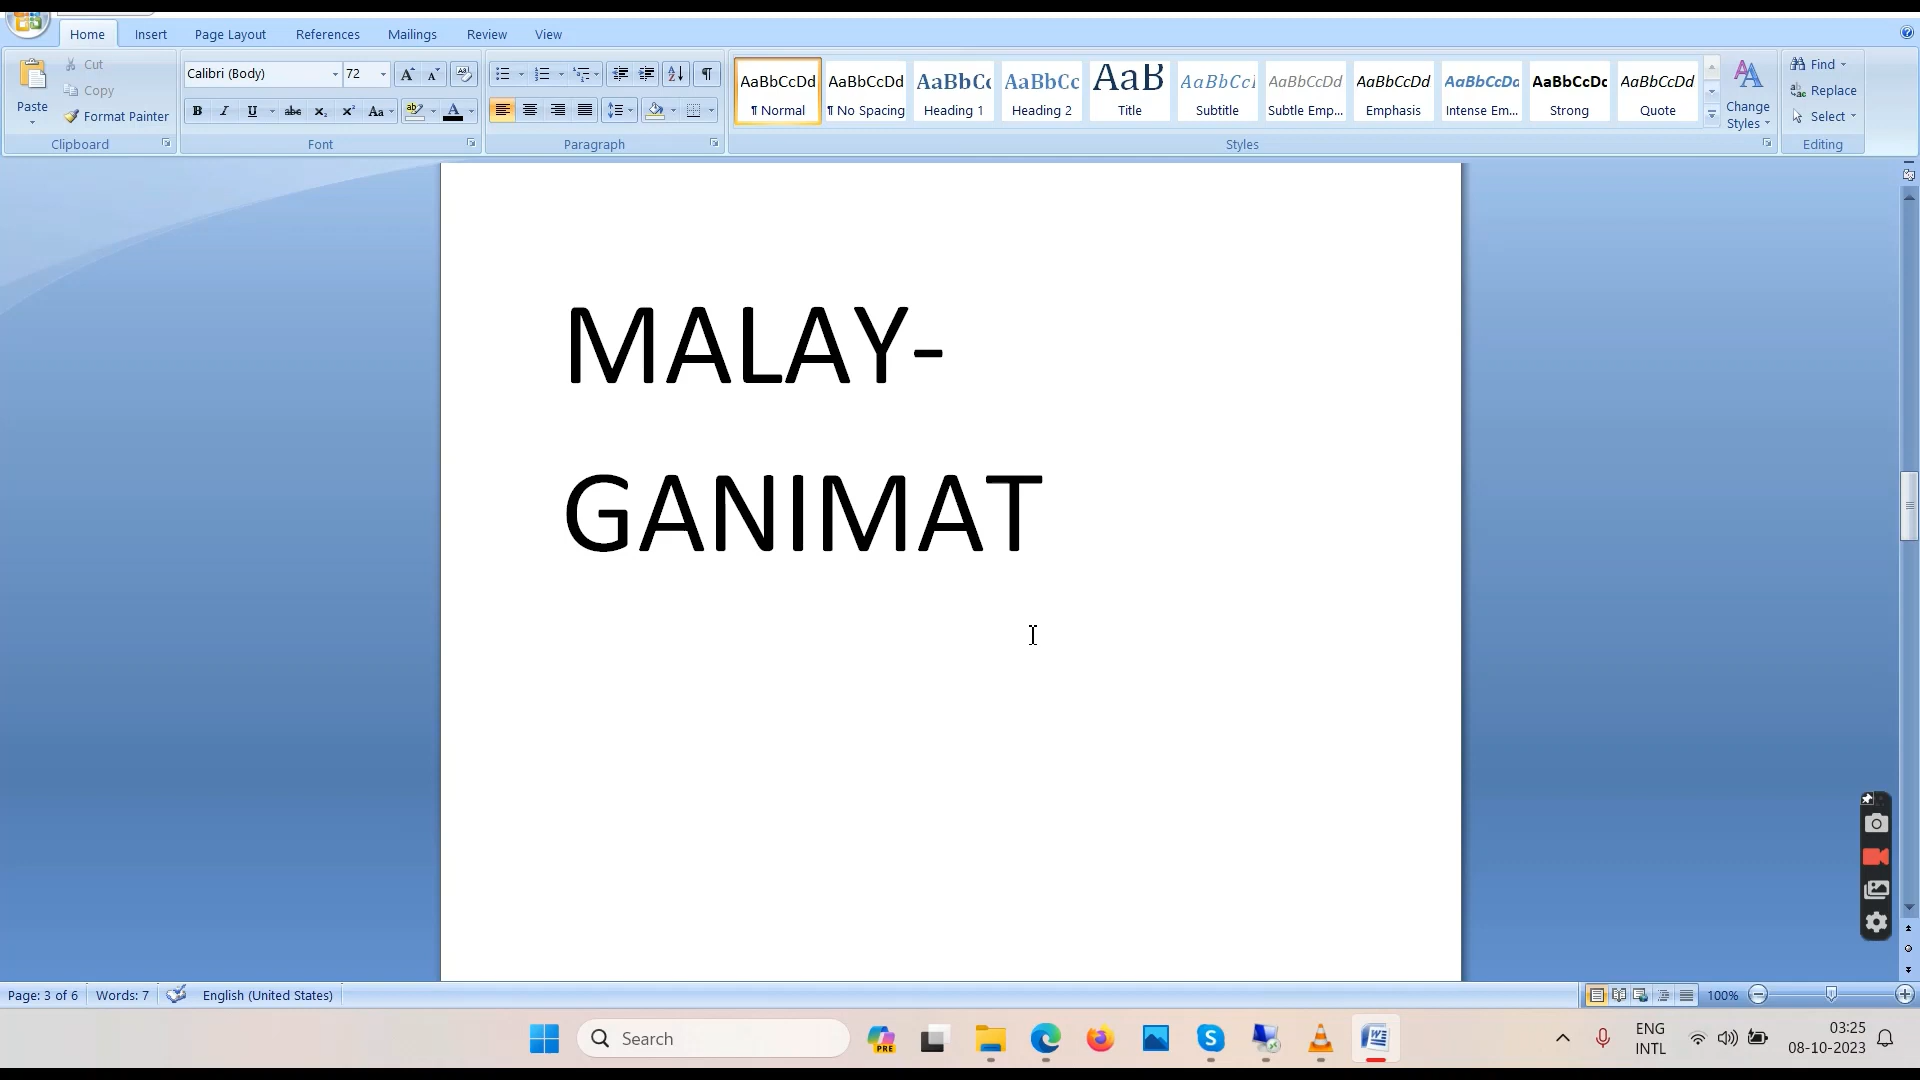 Home Insert Page Layout References Mailings Review View
Paste
Cut
Copy
Format Painter
Clipboard
Calibri (Body) 72
Font
Paragraph
AaBbCcDd AaBbCcDd AaBbCc AaBbCc AaB AaBbCcl AaBbCcDd AaBbCcDd AaBbCcDd AaBbCcDc AaBbCcDd
¶ Normal ¶ No Spacing Heading 1 Heading 2 Title Subtitle Subtle Emp... Emphasis Intense Em... Strong Quote
Change Styles
Styles
Find
Replace
Select
Editing
MALAY-
GANIMAT
Page: 3 of 6 Words: 7 English (United States) 100%
Search
PRE
ENG
INTL
03:25
08-10-2023